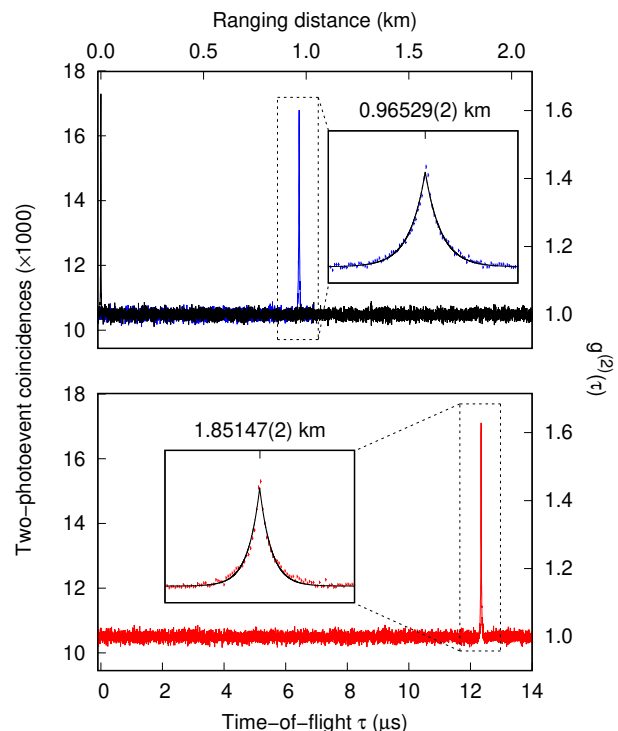 Ranging distance (km)
0.0 0.5 1.0 1.5 2.0
18
16
14
12
10
1.6
1.4
1.2
1.0
0.96529(2) km
Two−photoevent coincidences (×1000)
g(2)(τ)
18
16
14
12
10
1.6
1.4
1.2
1.0
1.85147(2) km
0 2 4 6 8 10 12 14
Time−of−flight τ (μs)